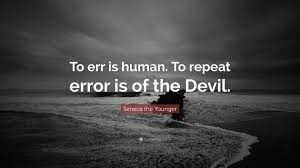 To err is human. To repeat
error is of the Devil.
Seneca the Younger